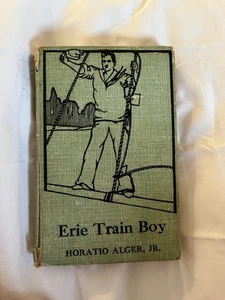 Erie Train Boy
HORATIO ALGER, JR.